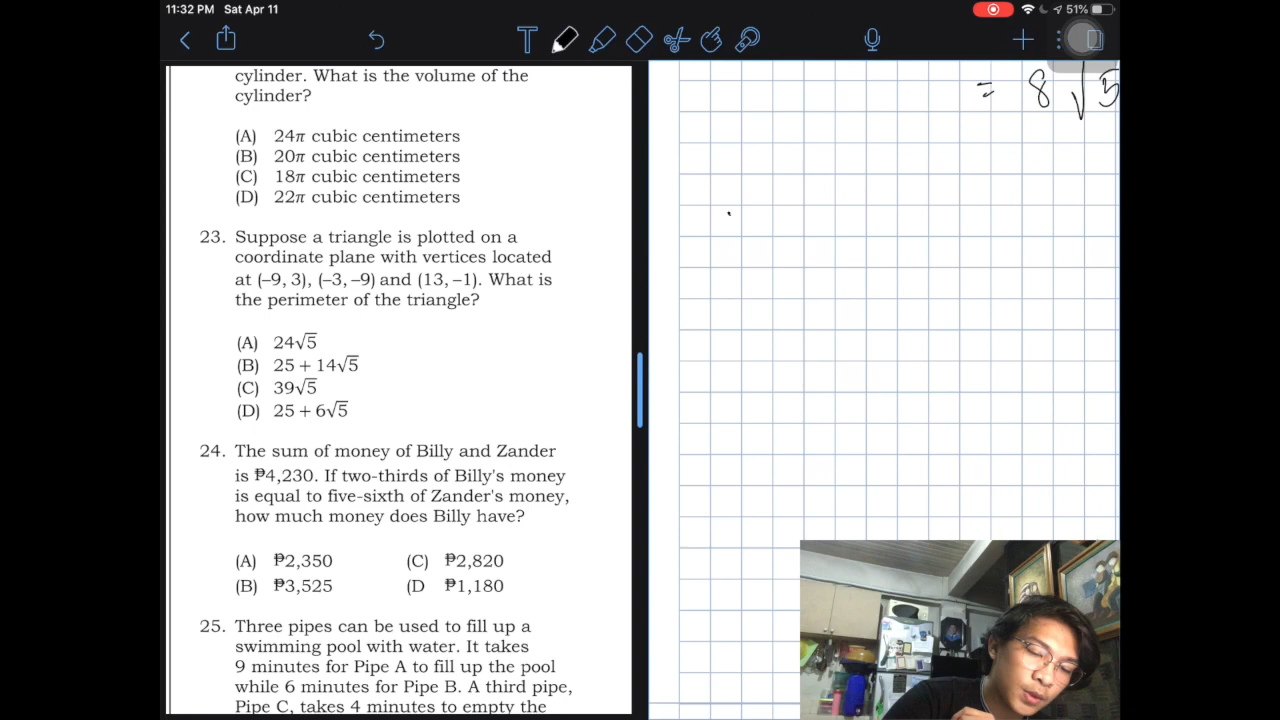 11:32 PM Sat Apr 11
51%
= 8 √5
cylinder. What is the volume of the
cylinder?
(A) 24π cubic centimeters
(B) 20π cubic centimeters
(C) 18π cubic centimeters
(D) 22π cubic centimeters
23. Suppose a triangle is plotted on a
coordinate plane with vertices located
at (–9, 3), (–3, –9) and (13, –1). What is
the perimeter of the triangle?
(A) 24√5
(B) 25 + 14√5
(C) 39√5
(D) 25 + 6√5
24. The sum of money of Billy and Zander
is ₱4,230. If two-thirds of Billy's money
is equal to five-sixth of Zander's money,
how much money does Billy have?
(A) ₱2,350 (C) ₱2,820
(B) ₱3,525 (D ₱1,180
25. Three pipes can be used to fill up a
swimming pool with water. It takes
9 minutes for Pipe A to fill up the pool
while 6 minutes for Pipe B. A third pipe,
Pipe C, takes 4 minutes to empty the